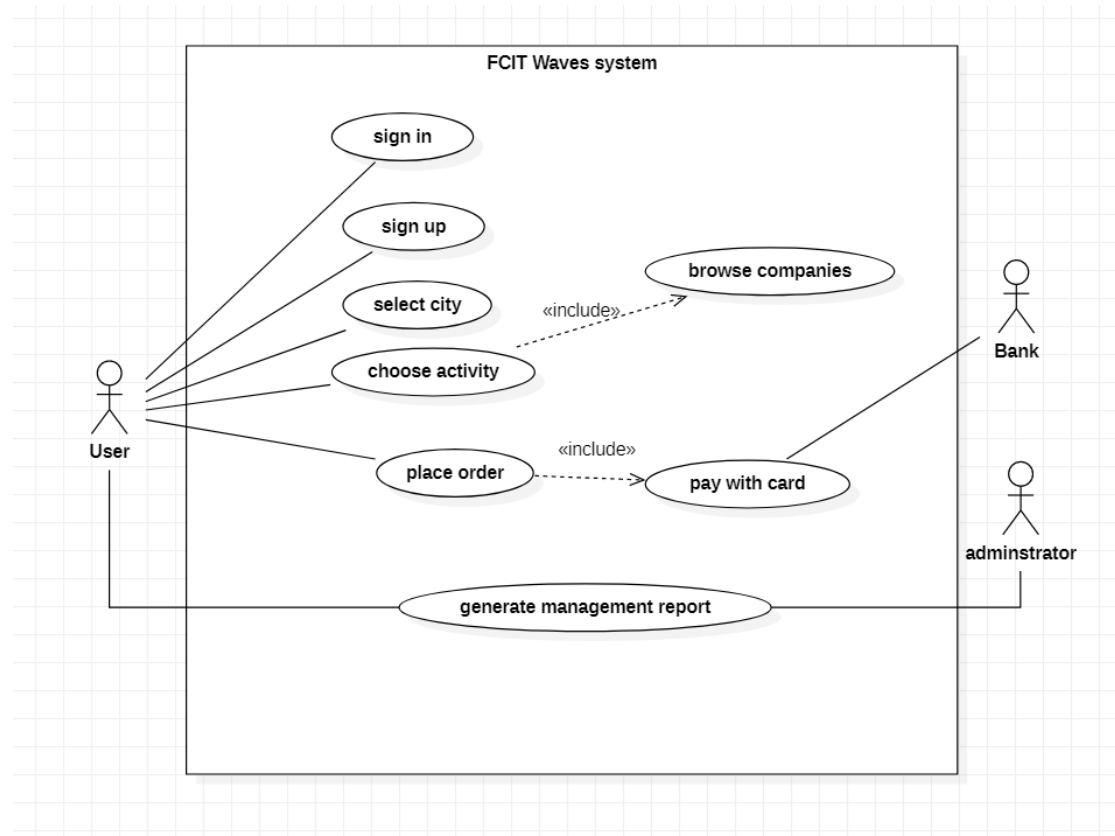 FCIT Waves system
sign in
sign up
select city
browse companies
«include»
choose activity
Bank
User
«include»
place order
pay with card
adminstrator
generate management report